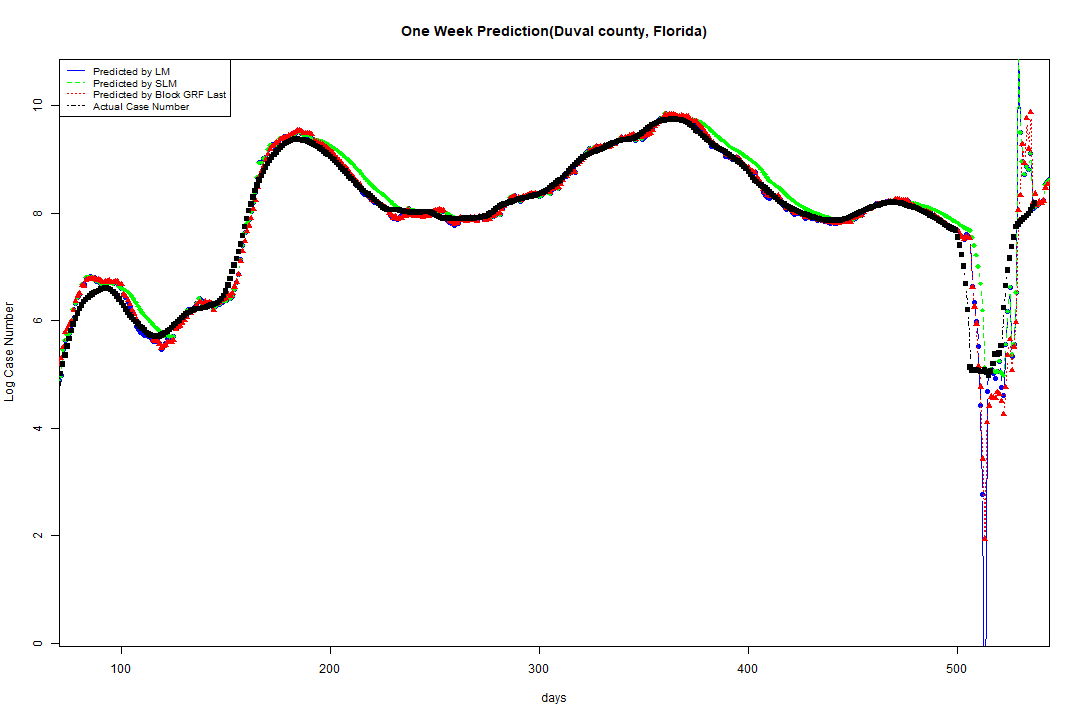 One Week Prediction(Duval county, Florida)
Predicted by LM
Predicted by SLM
Predicted by Block GRF Last
Actual Case Number
Log Case Number
10
8
6
4
2
0
100 200 300 400 500
days